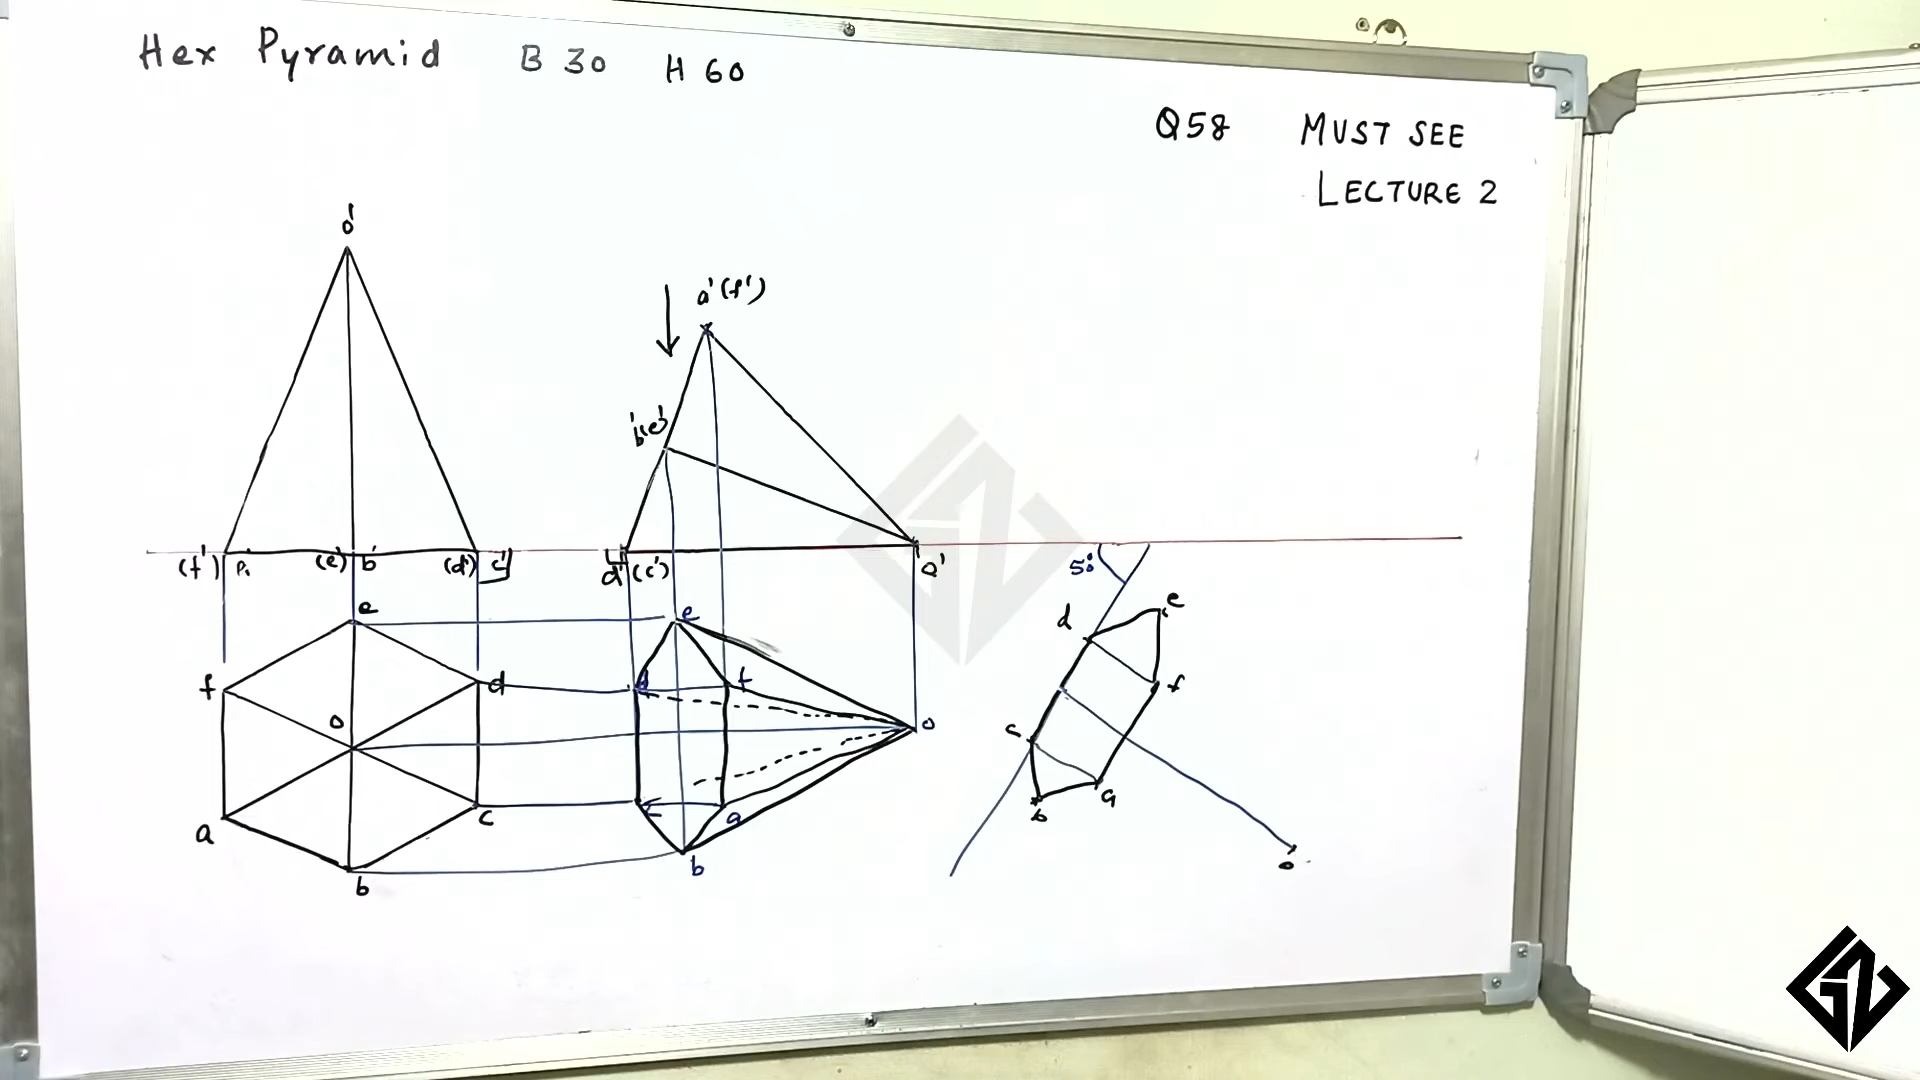 Hex Pyramid B 30 H 60
Q58 MUST SEE
LECTURE 2
o'
a'(f')
b'(e')
(f') (e') b' (d') c' d'(c') o'
50°
e e e
d
f d d f f
o o
c
a c a a
b b b
o